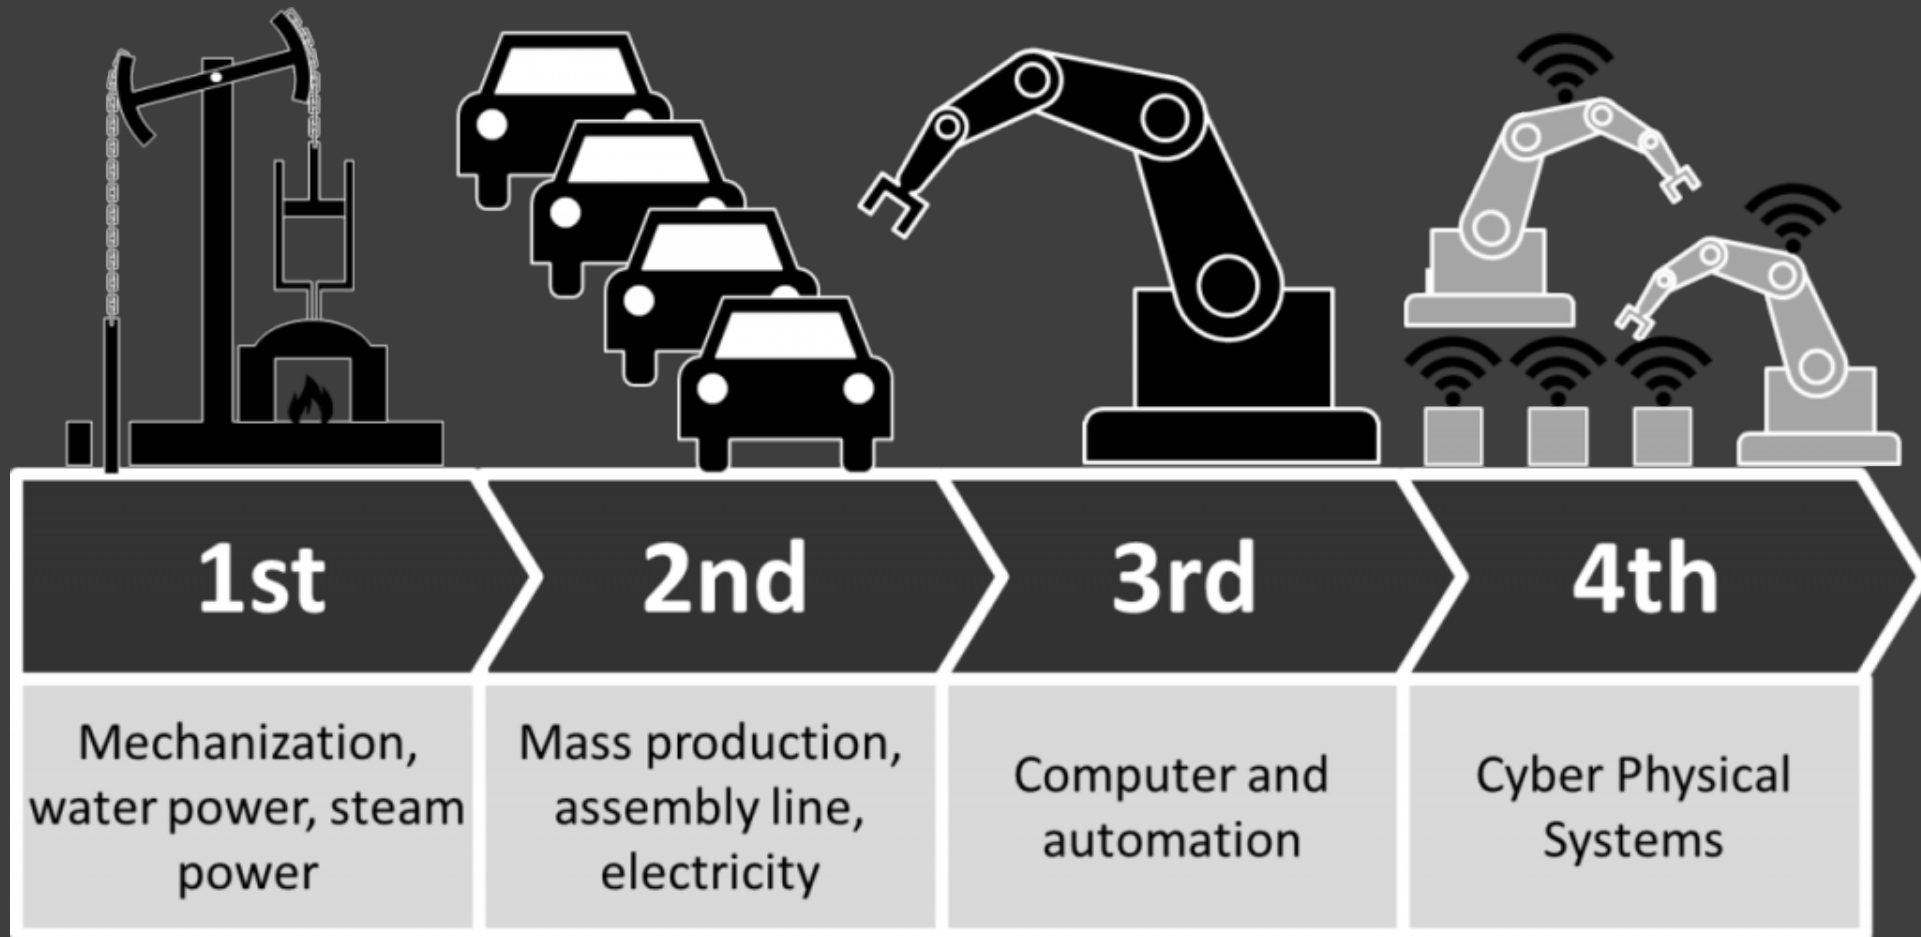 1st
2nd
3rd
4th
Mechanization,
water power, steam
power
Mass production,
assembly line,
electricity
Computer and
automation
Cyber Physical
Systems